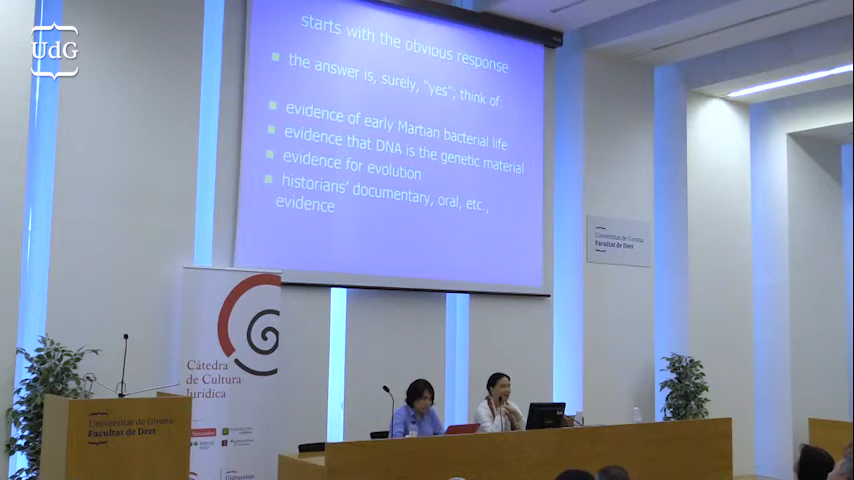 UdG
starts with the obvious response
the answer is, surely, “yes”; think of:
evidence of early Martian bacterial life
evidence that DNA is the genetic material
evidence for evolution
historians’ documentary, oral, etc.,
evidence
Universitat de Girona
Facultat de Dret
Càtedra
de Cultura
Jurídica
Universitat de Girona
Facultat de Dret